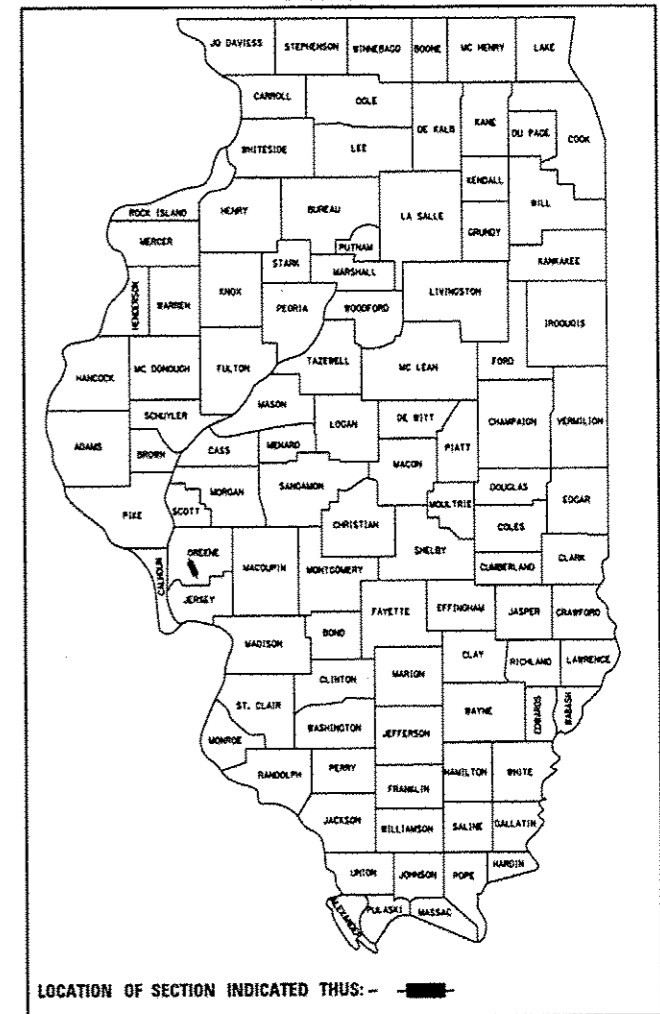 JO DAVIESS STEPHENSON WINNEBAGO BOONE MC HENRY LAKE
CARROLL OGLE DE KALB KANE DU PAGE COOK
WHITESIDE LEE KENDALL WILL
ROCK ISLAND HENRY BUREAU LA SALLE GRUNDY
MERCER PUTNAM KANKAKEE
STARK MARSHALL
HENDERSON WARREN KNOX PEORIA WOODFORD LIVINGSTON IROQUOIS
HANCOCK MC DONOUGH FULTON TAZEWELL MC LEAN FORD
SCHUYLER MASON LOGAN DE WITT CHAMPAIGN VERMILION
ADAMS BROWN CASS MENARD MACON PIATT
PIKE SCOTT MORGAN SANGAMON MOULTRIE DOUGLAS EDGAR
CHRISTIAN COLES
CALHOUN GREENE MACOUPIN MONTGOMERY SHELBY CUMBERLAND CLARK
JERSEY FAYETTE EFFINGHAM JASPER CRAWFORD
MADISON BOND CLAY RICHLAND LAWRENCE
CLINTON MARION
ST. CLAIR WASHINGTON JEFFERSON WAYNE EDWARDS WABASH
MONROE
RANDOLPH PERRY FRANKLIN HAMILTON WHITE
JACKSON WILLIAMSON SALINE GALLATIN
UNION JOHNSON POPE HARDIN
ALEXANDER PULASKI MASSAC
LOCATION OF SECTION INDICATED THUS: -